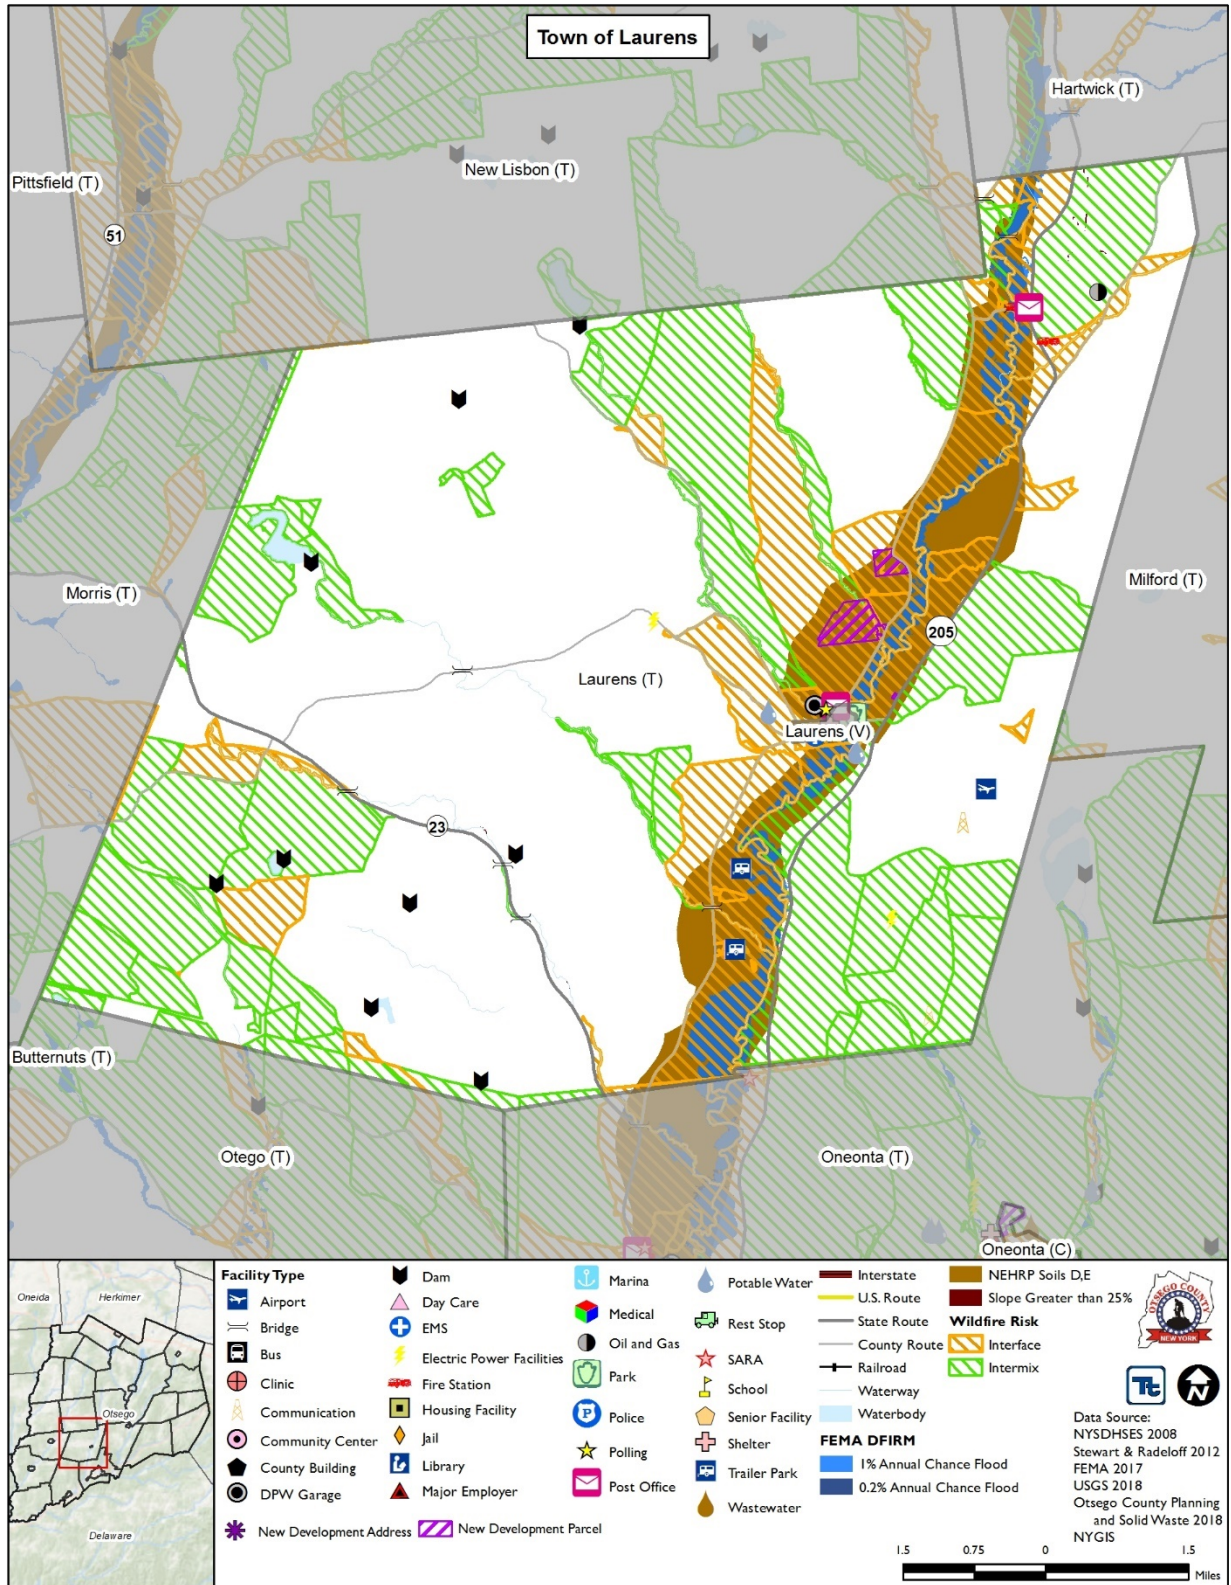 Town of Laurens
Hartwick (T)
New Lisbon (T)
Pittsfield (T)
51
Morris (T)
Milford (T)
205
Laurens (T)
Laurens (V)
23
Butternuts (T)
Otego (T)
Oneonta (T)
Oneonta (C)
Oneida
Herkimer
Otsego
Delaware
Facility Type
Airport
Bridge
Bus
Clinic
Communication
Community Center
County Building
DPW Garage
New Development Address
New Development Parcel
Dam
Day Care
EMS
Electric Power Facilities
Fire Station
Housing Facility
Jail
Library
Major Employer
Marina
Medical
Oil and Gas
Park
Police
Polling
Post Office
Potable Water
Rest Stop
SARA
School
Senior Facility
Shelter
Trailer Park
Wastewater
Interstate
U.S. Route
State Route
County Route
Railroad
Waterway
Waterbody
FEMA DFIRM
1% Annual Chance Flood
0.2% Annual Chance Flood
NEHRP Soils D,E
Slope Greater than 25%
Wildfire Risk
Interface
Intermix
OTSEGO COUNTY
NEW YORK
Tt
N
Data Source:
NYSDHSES 2008
Stewart & Radeloff 2012
FEMA 2017
USGS 2018
Otsego County Planning
and Solid Waste 2018
NYGIS
1.5 0.75 0 1.5
Miles